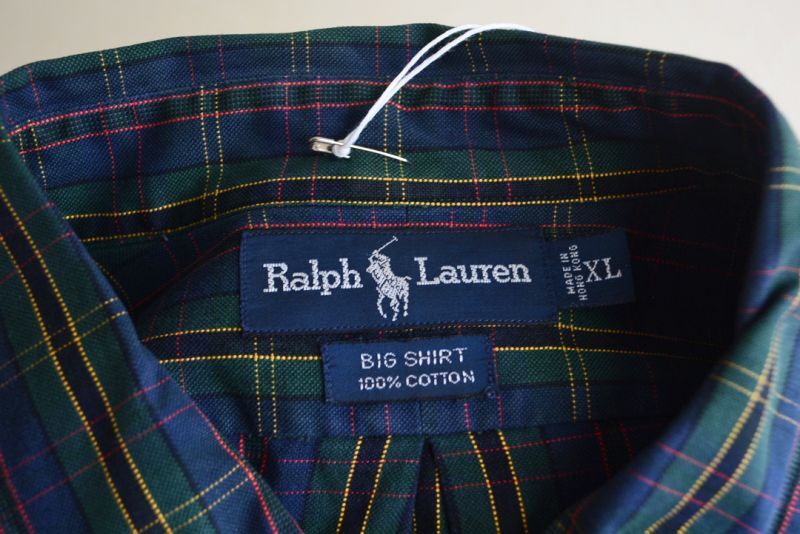 Ralph Lauren
MADE IN
HONG KONG
XL
BIG SHIRT
100% COTTON